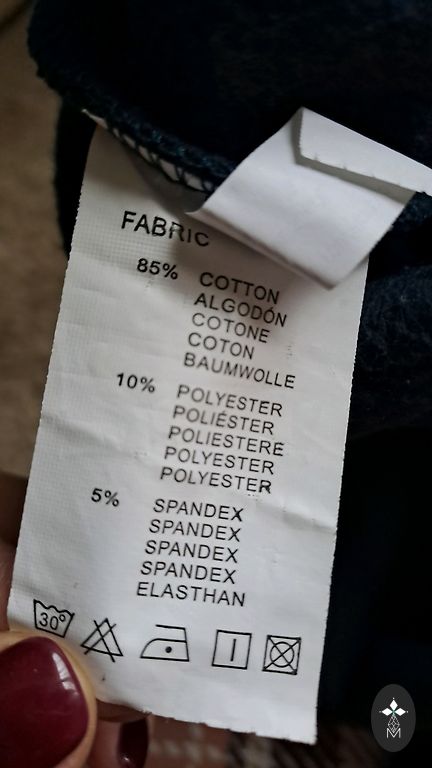 FABRIC
85% COTTON
ALGODÓN
COTONE
COTON
BAUMWOLLE
10% POLYESTER
POLIÉSTER
POLIESTERE
POLYESTER
POLYESTER
5% SPANDEX
SPANDEX
SPANDEX
SPANDEX
ELASTHAN
30°
M